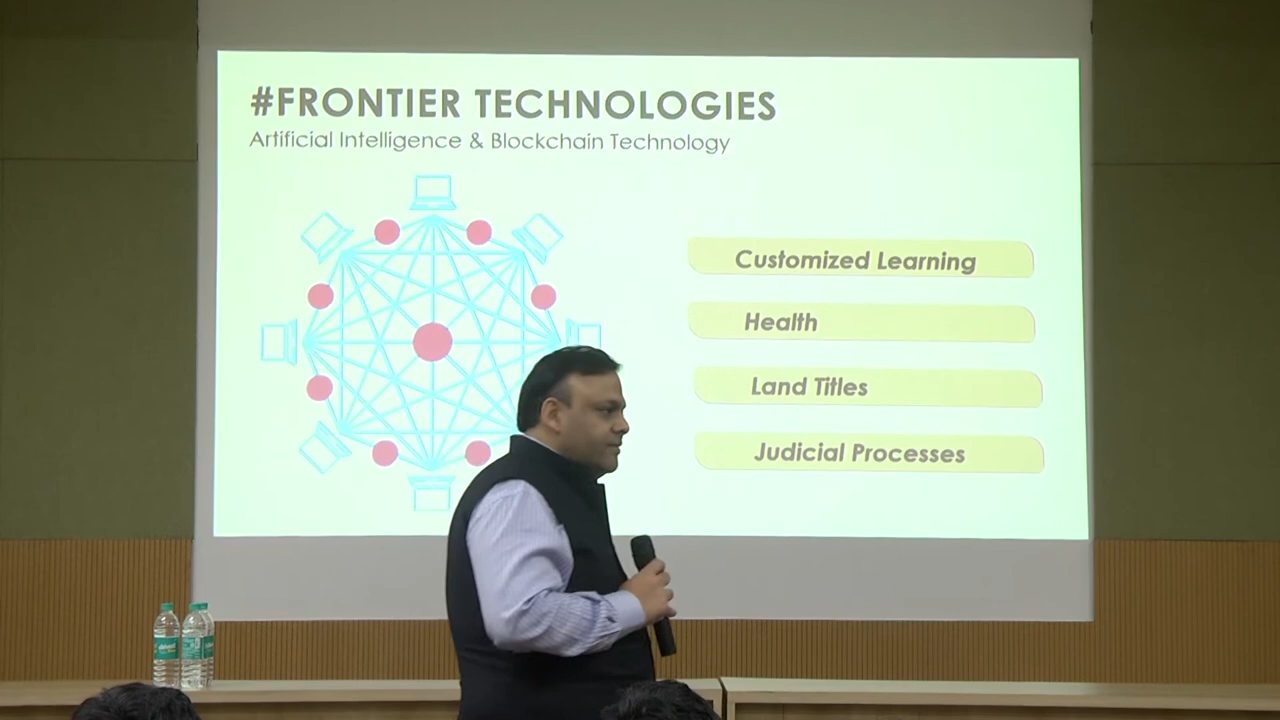 #FRONTIER TECHNOLOGIES
Artificial Intelligence & Blockchain Technology
Customized Learning
Health
Land Titles
Judicial Processes